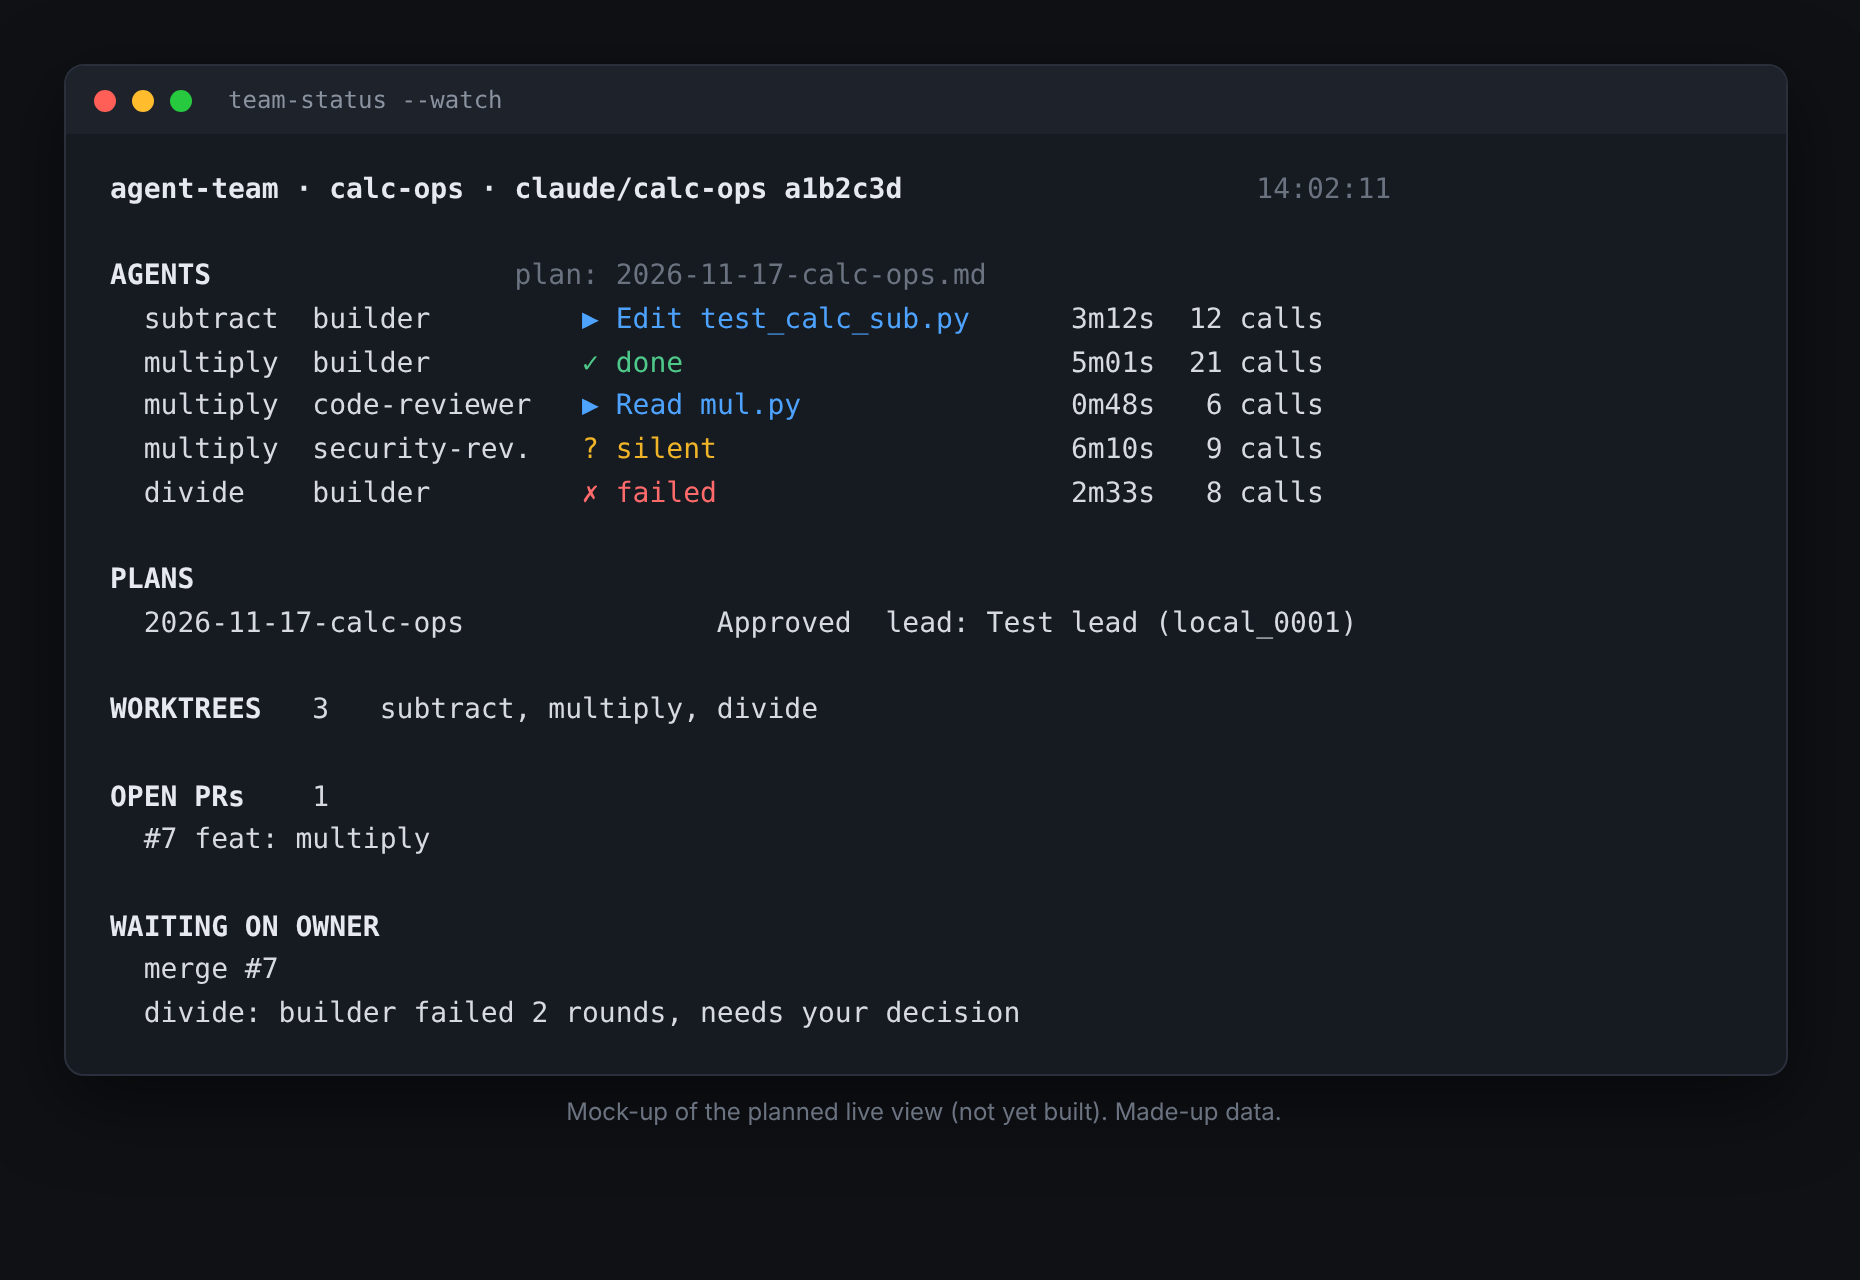 team-status --watch
agent-team · calc-ops · claude/calc-ops a1b2c3d 14:02:11
AGENTS plan: 2026-11-17-calc-ops.md
subtract builder ▶ Edit test_calc_sub.py 3m12s 12 calls
multiply builder ✓ done 5m01s 21 calls
multiply code-reviewer ▶ Read mul.py 0m48s 6 calls
multiply security-rev. ? silent 6m10s 9 calls
divide builder ✗ failed 2m33s 8 calls
PLANS
2026-11-17-calc-ops Approved lead: Test lead (local_0001)
WORKTREES 3 subtract, multiply, divide
OPEN PRs 1
#7 feat: multiply
WAITING ON OWNER
merge #7
divide: builder failed 2 rounds, needs your decision
Mock-up of the planned live view (not yet built). Made-up data.